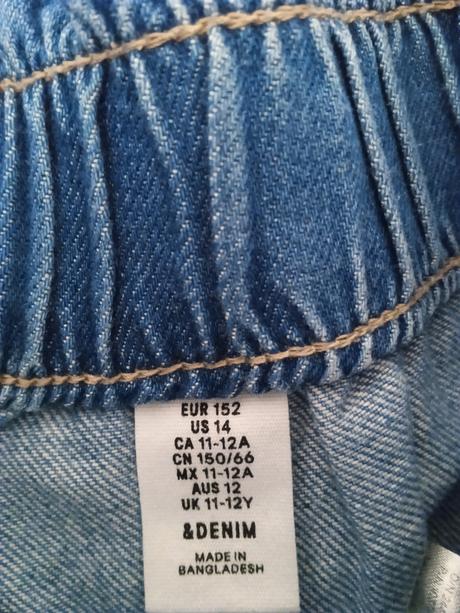 EUR 152
US 14
CA 11-12A
CN 150/66
MX 11-12A
AUS 12
UK 11-12Y
&DENIM
MADE IN
BANGLADESH